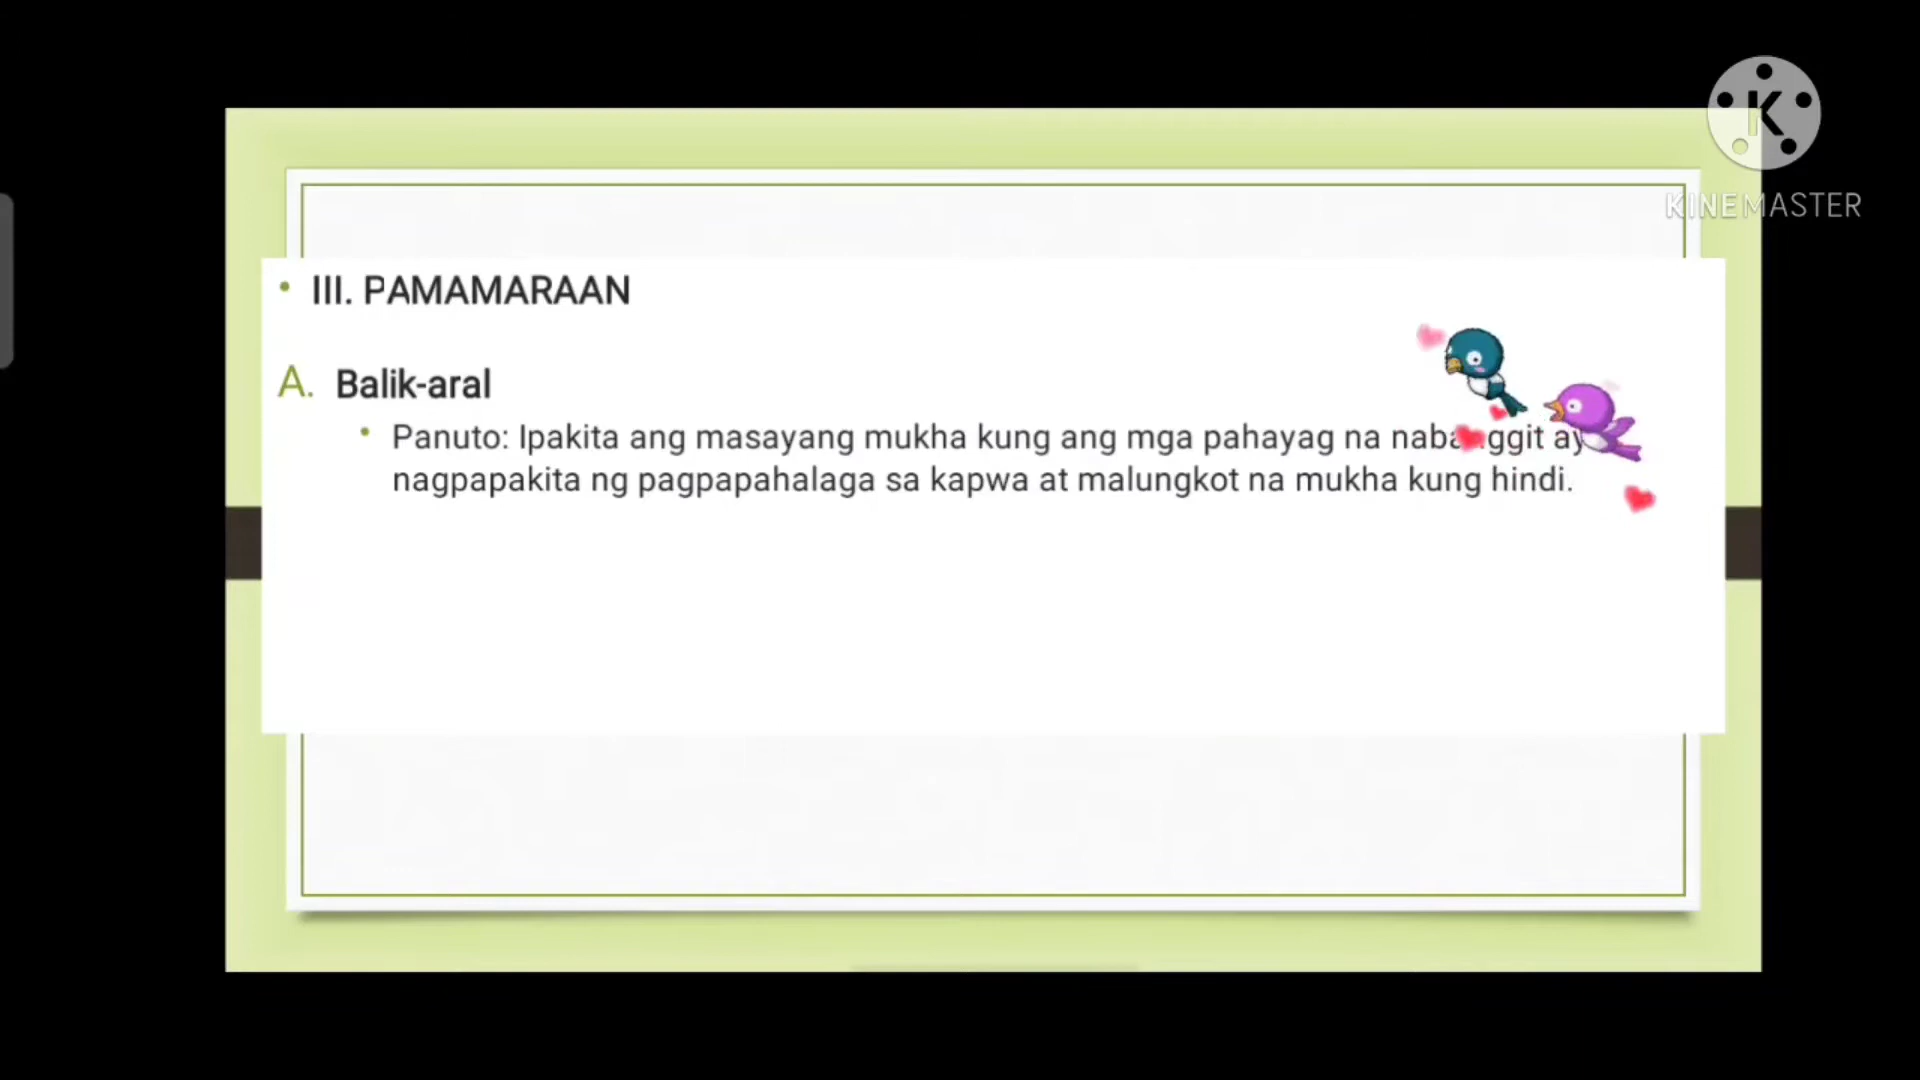 K
KINEMASTER
• III. PAMAMARAAN
A. Balik-aral
• Panuto: Ipakita ang masayang mukha kung ang mga pahayag na nabanggit ay
nagpapakita ng pagpapahalaga sa kapwa at malungkot na mukha kung hindi.